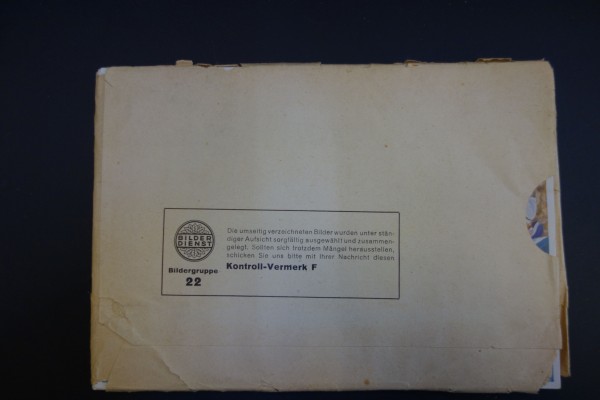 BILDER
DIENST
Bildergruppe
22
Die umseitig verzeichneten Bilder wurden unter stän-
diger Aufsicht sorgfältig ausgewählt und zusammen-
gelegt. Sollten sich trotzdem Mängel herausstellen,
schicken Sie uns bitte mit Ihrer Nachricht diesen
Kontroll-Vermerk F